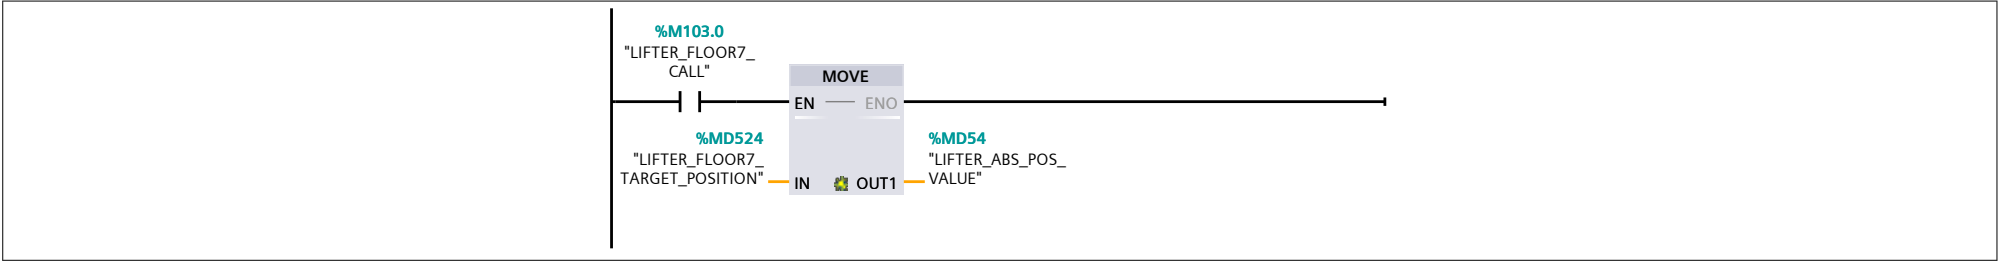 %M103.0
"LIFTER_FLOOR7_
CALL"
MOVE
EN
ENO
%MD524
"LIFTER_FLOOR7_
TARGET_POSITION"
IN
OUT1
%MD54
"LIFTER_ABS_POS_
VALUE"